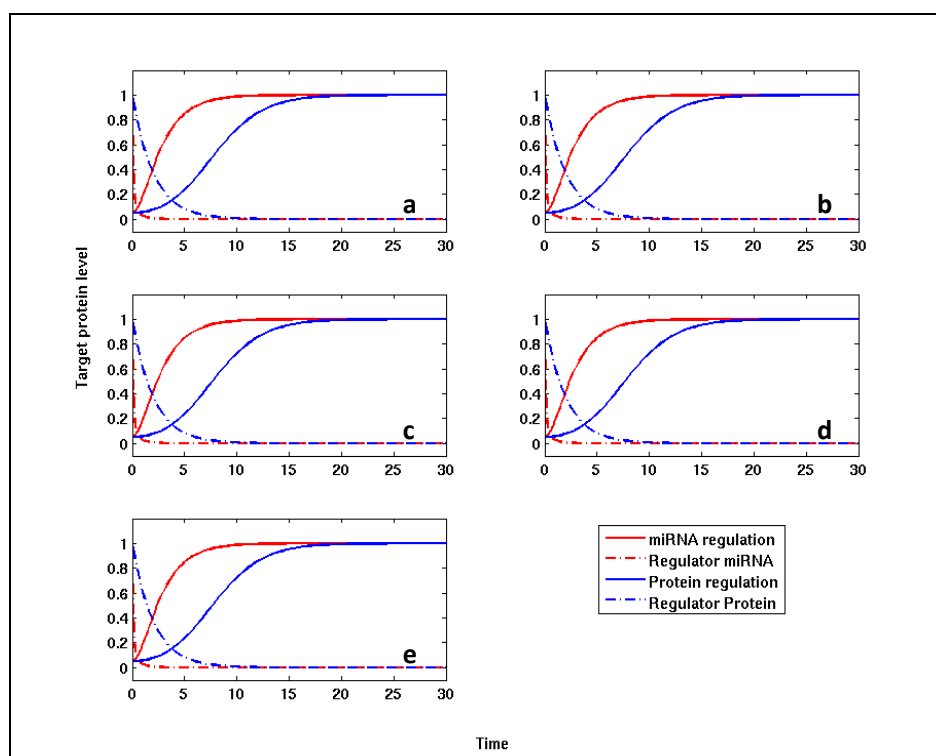 1
0.8
0.6
0.4
0.2
0
a
0 5 10 15 20 25 30
1
0.8
0.6
0.4
0.2
0
b
0 5 10 15 20 25 30
Target protein level
1
0.8
0.6
0.4
0.2
0
c
0 5 10 15 20 25 30
1
0.8
0.6
0.4
0.2
0
d
0 5 10 15 20 25 30
1
0.8
0.6
0.4
0.2
0
e
0 5 10 15 20 25 30
miRNA regulation
Regulator miRNA
Protein regulation
Regulator Protein
Time